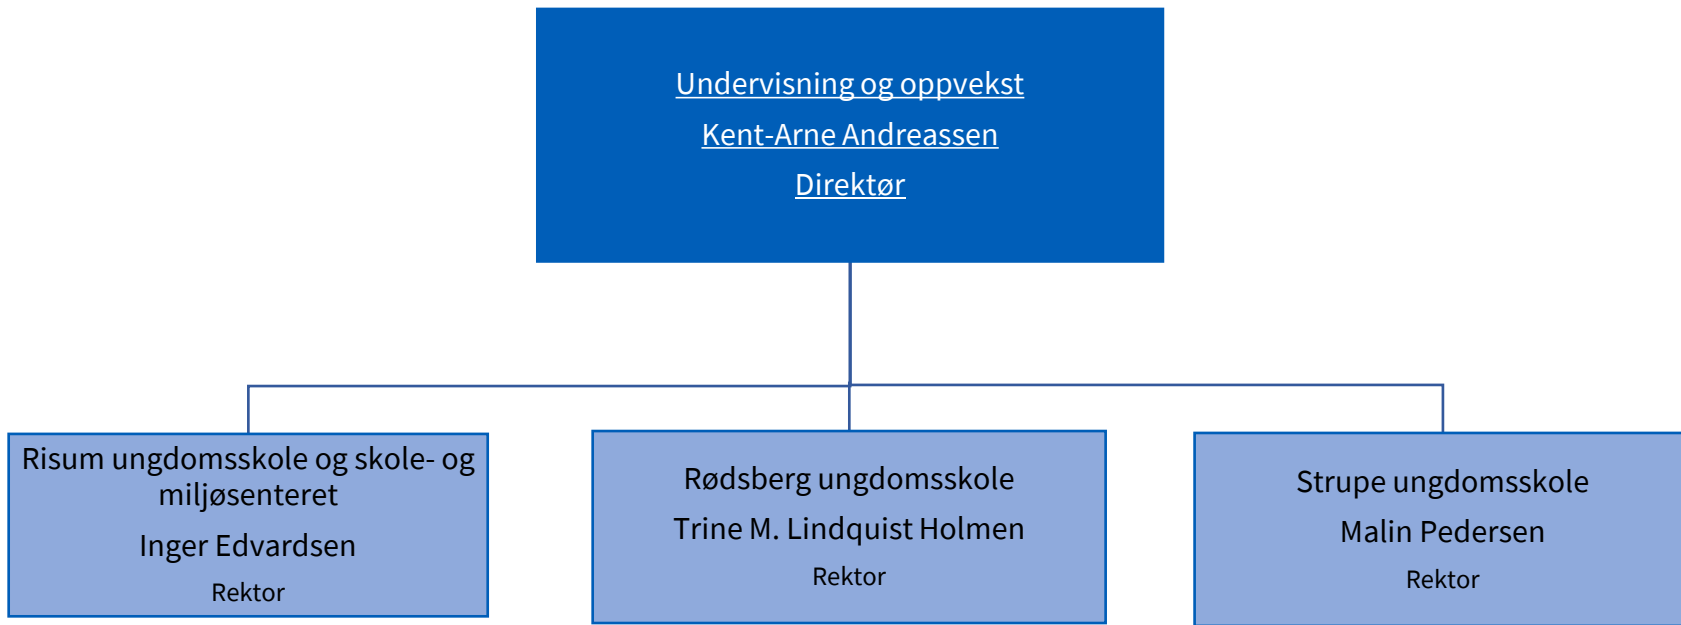 Undervisning og oppvekst
Kent-Arne Andreassen
Direktør
Risum ungdomsskole og skole- og
miljøsenteret
Inger Edvardsen
Rektor
Rødsberg ungdomsskole
Trine M. Lindquist Holmen
Rektor
Strupe ungdomsskole
Malin Pedersen
Rektor